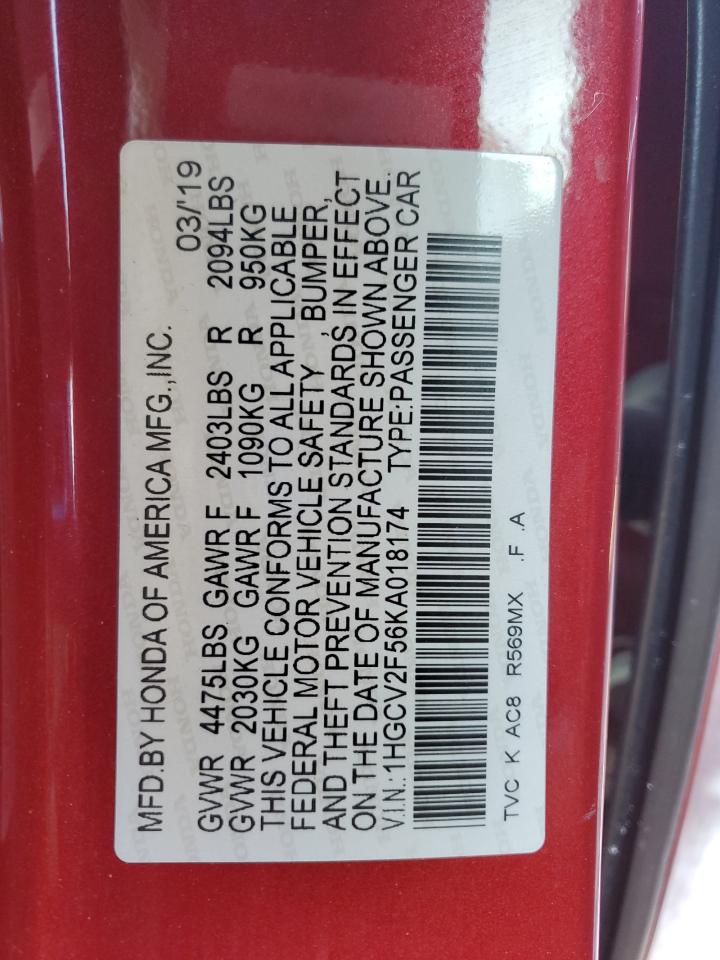 MFD.BY HONDA OF AMERICA MFG.,INC. 03/'19
GVWR 4475LBS GAWR F 2403LBS R 2094LBS
GVWR 2030KG GAWR F 1090KG R 950KG
THIS VEHICLE CONFORMS TO ALL APPLICABLE
FEDERAL MOTOR VEHICLE SAFETY , BUMPER,
AND THEFT PREVENTION STANDARDS IN EFFECT
ON THE DATE OF MANUFACTURE SHOWN ABOVE.
V.I.N.:1HGCV2F56KA018174 TYPE:PASSENGER CAR
TVC K AC8 R569MX .F .A